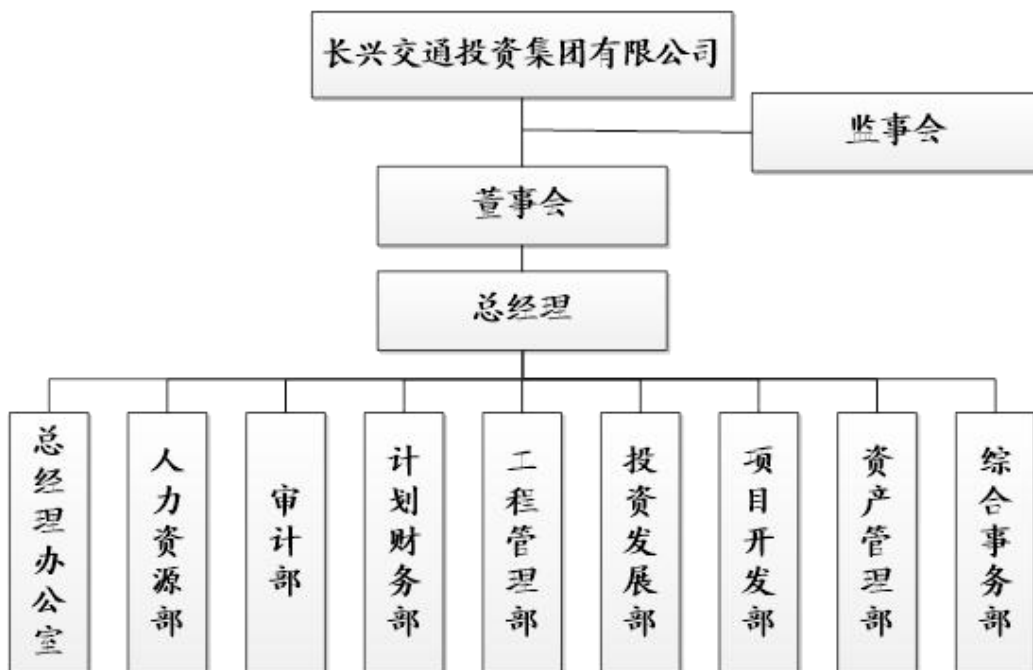 长兴交通投资集团有限公司
监事会
董事会
总经理
总经理办公室
人力资源部
审计部
计划财务部
工程管理部
投资发展部
项目开发部
资产管理部
综合事务部